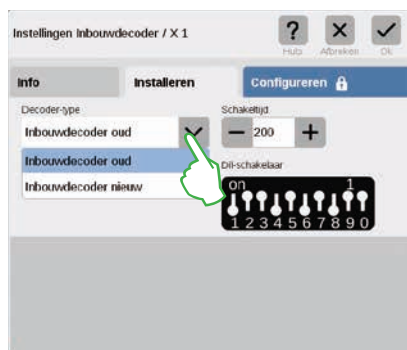 Instellingen Inbouwdecoder / X 1
?
Hulp
Afbreken
Ok
Info
Installeren
Configureren
Decoder-type
Schakeltijd
Inbouwdecoder oud
200
Inbouwdecoder oud
Dil-schakelaar
Inbouwdecoder nieuw
on 1
1 2 3 4 5 6 7 8 9 0